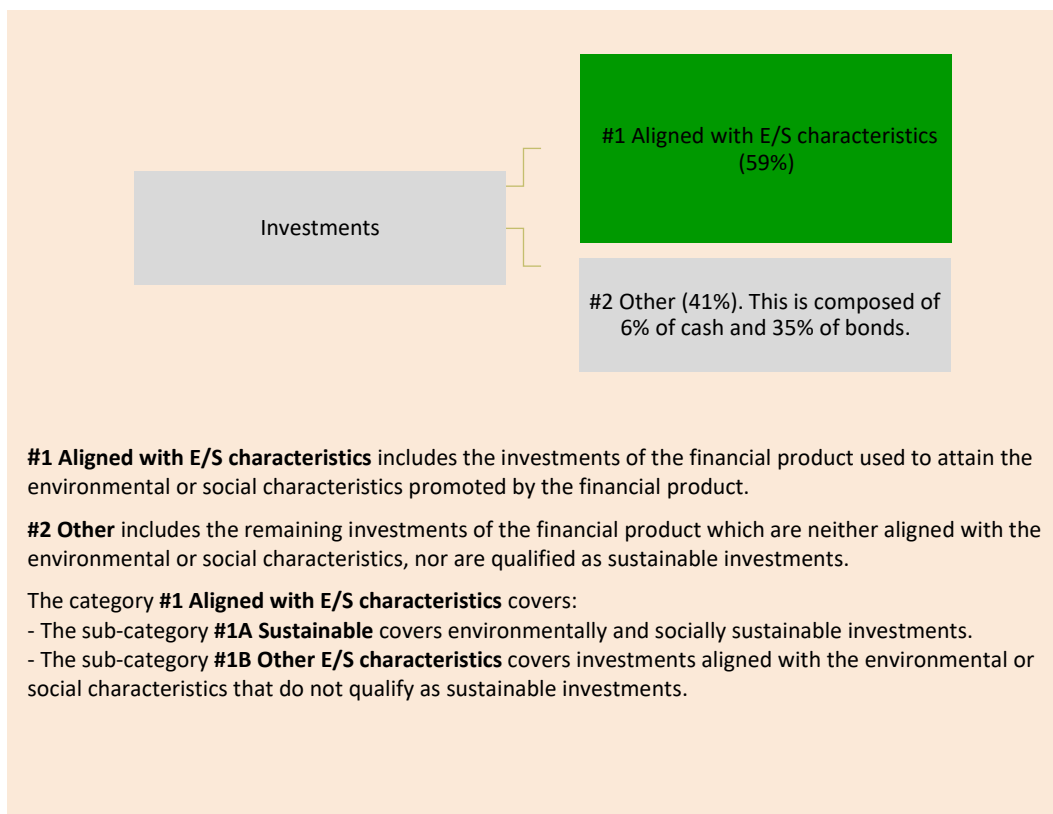 #1 Aligned with E/S characteristics
(59%)
Investments
#2 Other (41%). This is composed of
6% of cash and 35% of bonds.
#1 Aligned with E/S characteristics includes the investments of the financial product used to attain the
environmental or social characteristics promoted by the financial product.
#2 Other includes the remaining investments of the financial product which are neither aligned with the
environmental or social characteristics, nor are qualified as sustainable investments.
The category #1 Aligned with E/S characteristics covers:
- The sub-category #1A Sustainable covers environmentally and socially sustainable investments.
- The sub-category #1B Other E/S characteristics covers investments aligned with the environmental or
social characteristics that do not qualify as sustainable investments.